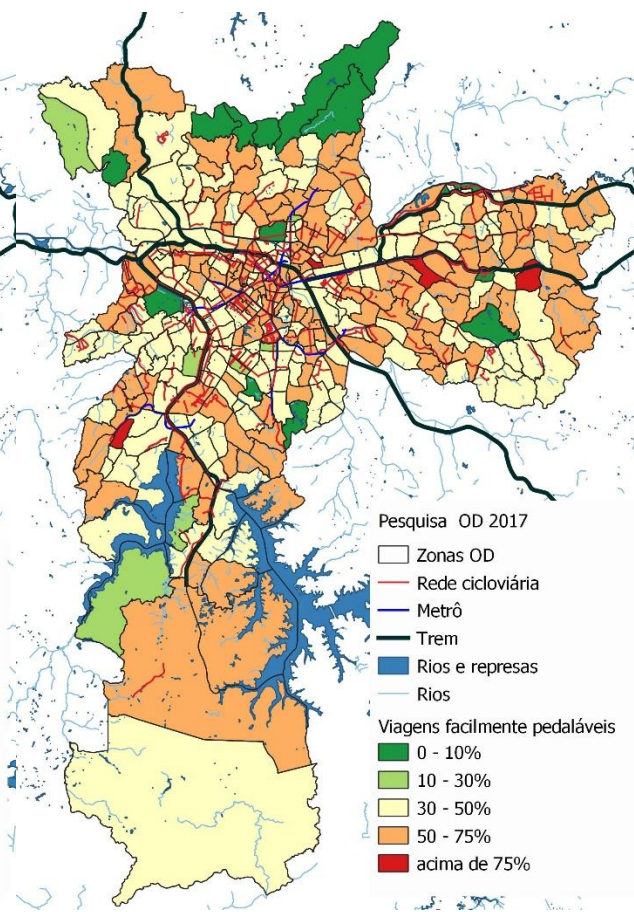 Pesquisa OD 2017
Zonas OD
Rede cicloviária
Metrô
Trem
Rios e represas
Rios
Viagens facilmente pedaláveis
0 - 10%
10 - 30%
30 - 50%
50 - 75%
acima de 75%